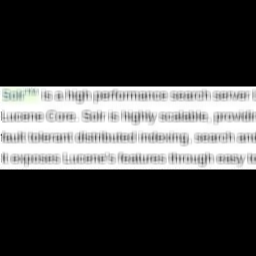 Solr™ is a high performance search server
Lucene Core. Solr is highly scalable, providin
fault tolerant distributed indexing, search and
It exposes Lucene's features through easy t